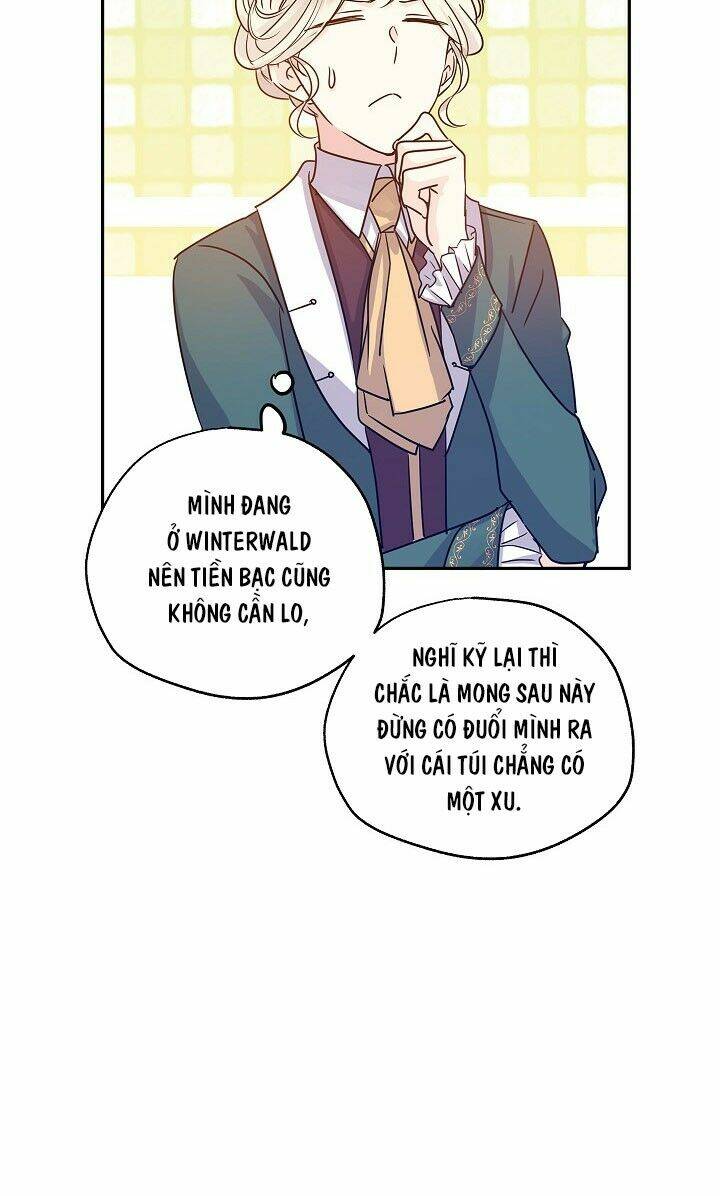 MÌNH ĐANG
Ở WINTERWALD
NÊN TIỀN BẠC CŨNG
KHÔNG CẦN LO,
NGHĨ KỸ LẠI THÌ
CHẮC LÀ MONG SAU NÀY
ĐỪNG CÓ ĐUỔI MÌNH RA
VỚI CÁI TÚI CHẲNG CÓ
MỘT XU.